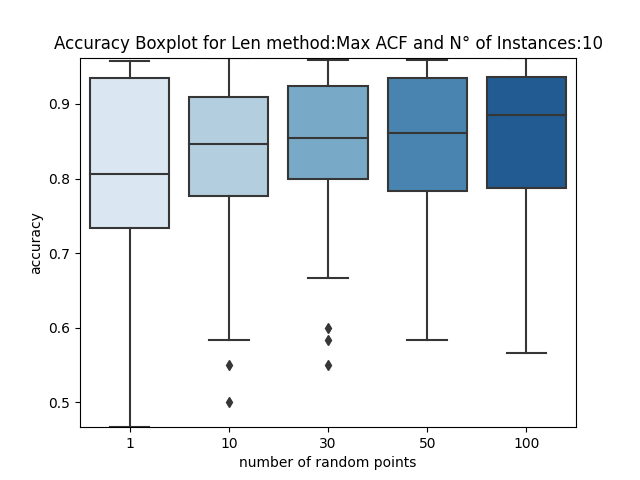 Accuracy Boxplot for Len method:Max ACF and N° of Instances:10
0.9
0.8
0.7
0.6
0.5
accuracy
1 10 30 50 100
number of random points